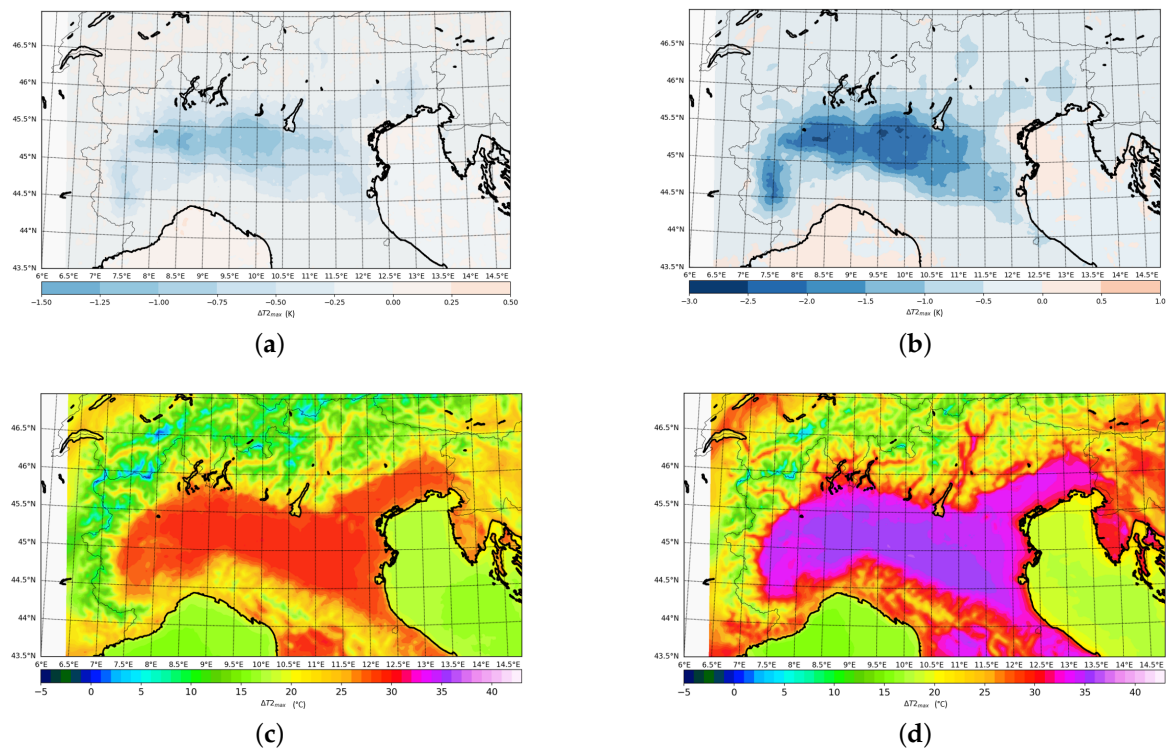 46.5°N
46°N
45.5°N
45°N
44.5°N
44°N
43.5°N
6°E 6.5°E 7°E 7.5°E 8°E 8.5°E 9°E 9.5°E 10°E 10.5°E 11°E 11.5°E 12°E 12.5°E 13°E 13.5°E 14°E 14.5°E
−1.50 −1.25 −1.00 −0.75 −0.50 −0.25 0.00 0.25 0.50
ΔT2max (K)
(a)
46.5°N
46°N
45.5°N
45°N
44.5°N
44°N
43.5°N
6°E 6.5°E 7°E 7.5°E 8°E 8.5°E 9°E 9.5°E 10°E 10.5°E 11°E 11.5°E 12°E 12.5°E 13°E 13.5°E 14°E 14.5°E
−3.0 −2.5 −2.0 −1.5 −1.0 −0.5 0.0 0.5 1.0
ΔT2max (K)
(b)
46.5°N
46°N
45.5°N
45°N
44.5°N
44°N
43.5°N
6°E 6.5°E 7°E 7.5°E 8°E 8.5°E 9°E 9.5°E 10°E 10.5°E 11°E 11.5°E 12°E 12.5°E 13°E 13.5°E 14°E 14.5°E
−5 0 5 10 15 20 25 30 35 40
ΔT2max (°C)
(c)
46.5°N
46°N
45.5°N
45°N
44.5°N
44°N
43.5°N
6°E 6.5°E 7°E 7.5°E 8°E 8.5°E 9°E 9.5°E 10°E 10.5°E 11°E 11.5°E 12°E 12.5°E 13°E 13.5°E 14°E 14.5°E
−5 0 5 10 15 20 25 30 35 40
ΔT2max (°C)
(d)